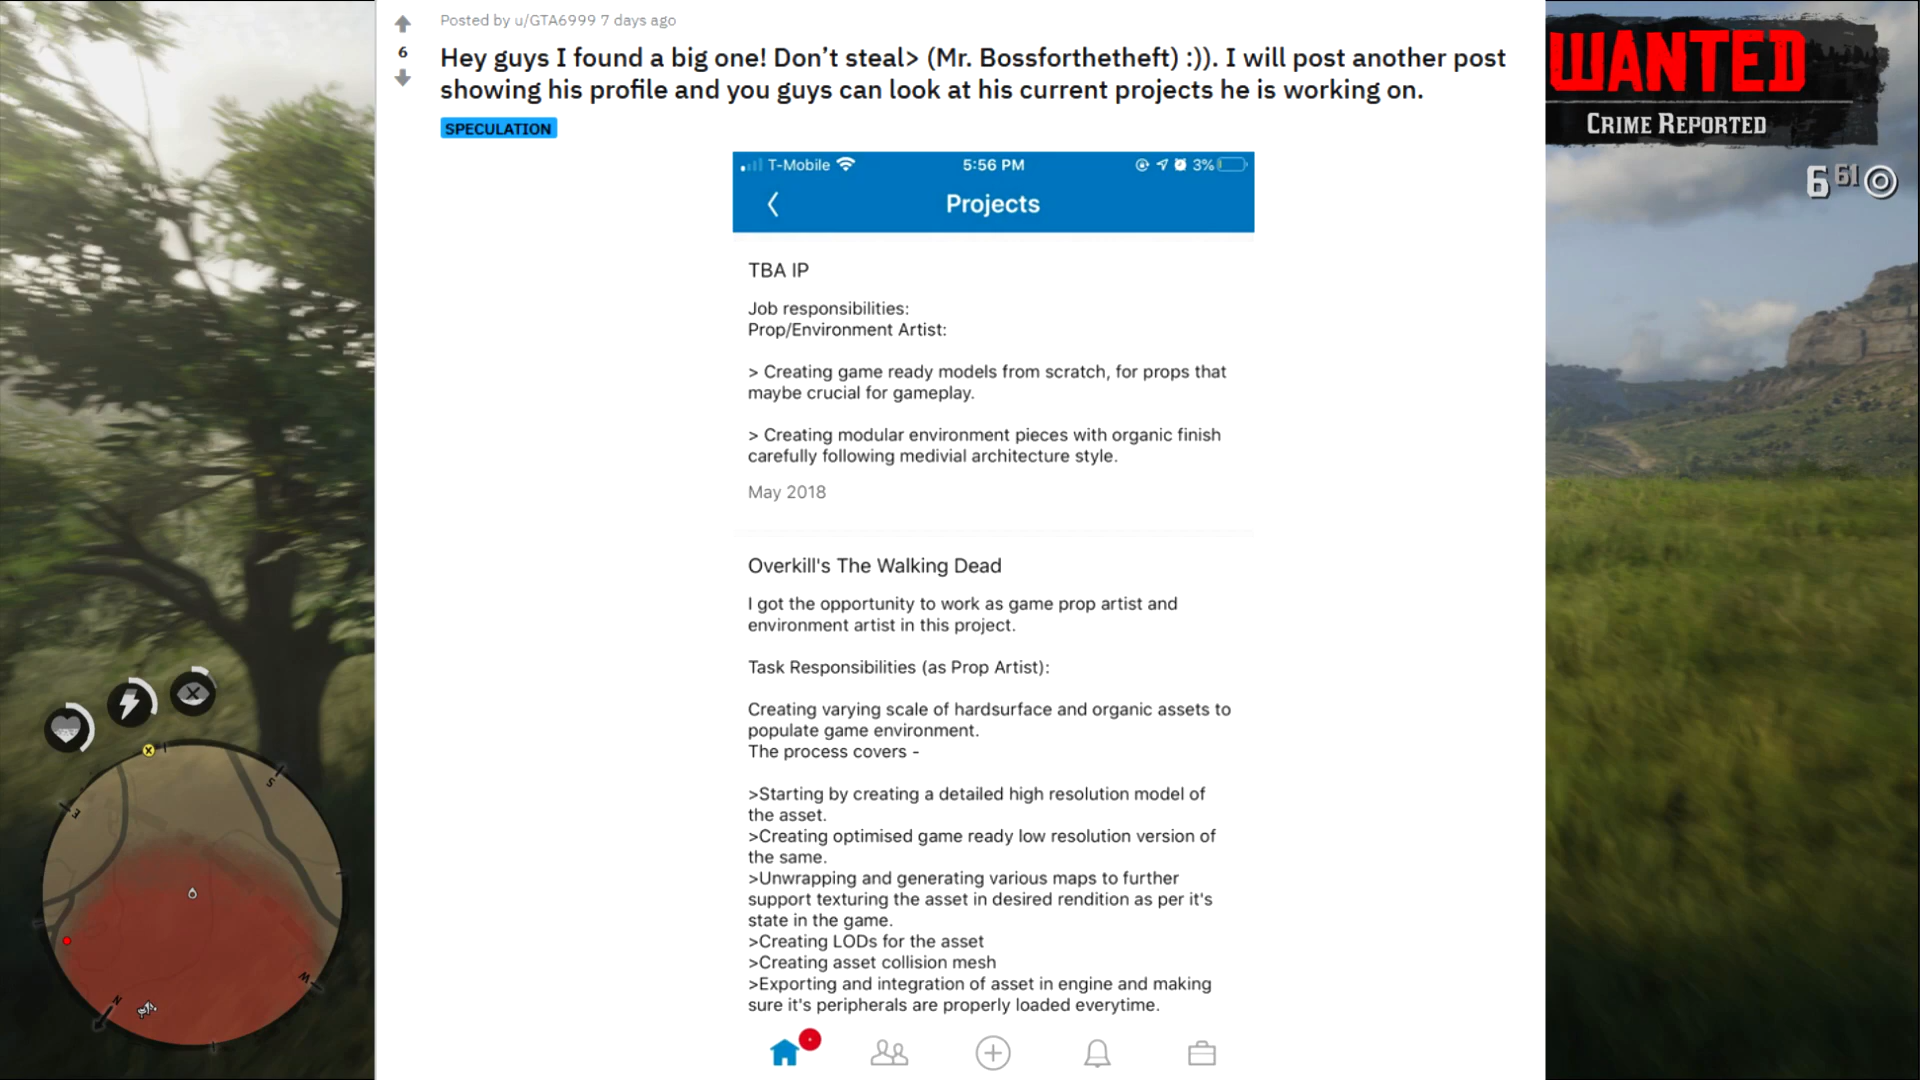 Posted by u/GTA6999 7 days ago
6
Hey guys I found a big one! Don’t steal> (Mr. Bossforthetheft) :)). I will post another post
showing his profile and you guys can look at his current projects he is working on.
SPECULATION
T-Mobile 5:56 PM 3%
Projects
TBA IP
Job responsibilities:
Prop/Environment Artist:
> Creating game ready models from scratch, for props that
maybe crucial for gameplay.
> Creating modular environment pieces with organic finish
carefully following medivial architecture style.
May 2018
Overkill's The Walking Dead
I got the opportunity to work as game prop artist and
environment artist in this project.
Task Responsibilities (as Prop Artist):
Creating varying scale of hardsurface and organic assets to
populate game environment.
The process covers -
>Starting by creating a detailed high resolution model of
the asset.
>Creating optimised game ready low resolution version of
the same.
>Unwrapping and generating various maps to further
support texturing the asset in desired rendition as per it's
state in the game.
>Creating LODs for the asset
>Creating asset collision mesh
>Exporting and integration of asset in engine and making
sure it's peripherals are properly loaded everytime.
WANTED
CRIME REPORTED
6 61
X
S
E
W
N